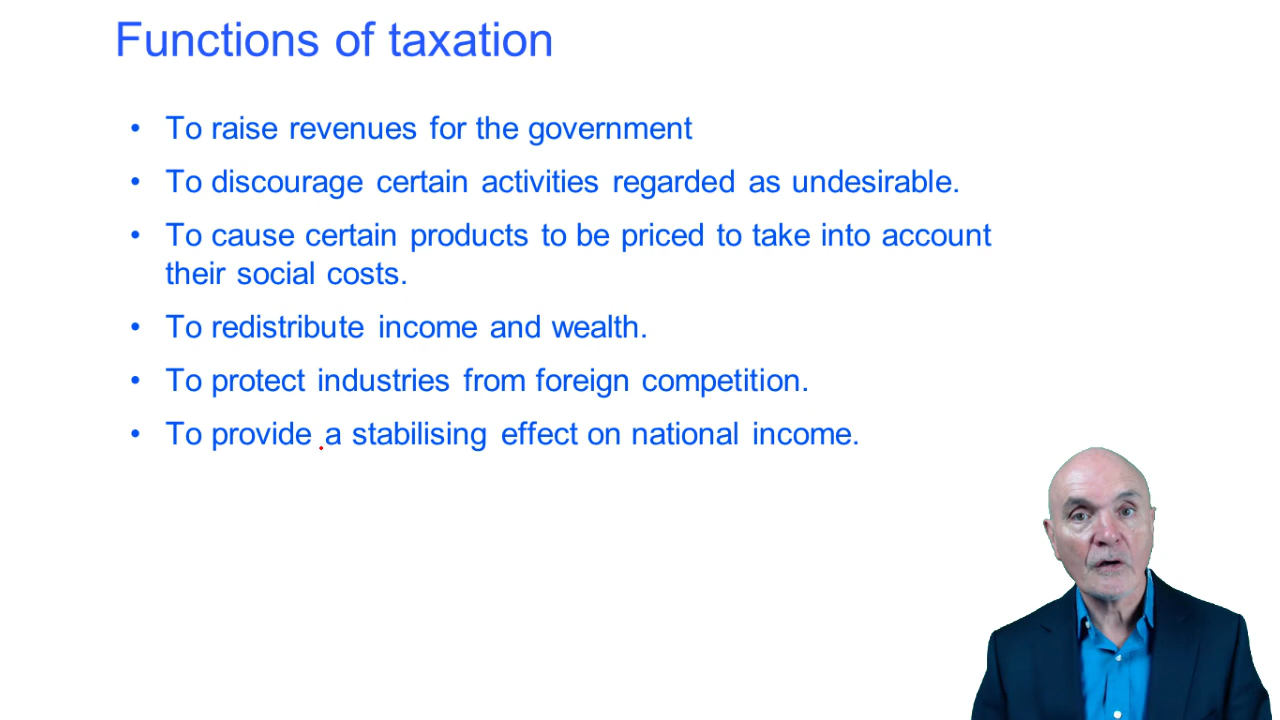 Functions of taxation
• To raise revenues for the government
• To discourage certain activities regarded as undesirable.
• To cause certain products to be priced to take into account
their social costs.
• To redistribute income and wealth.
• To protect industries from foreign competition.
• To provide a stabilising effect on national income.